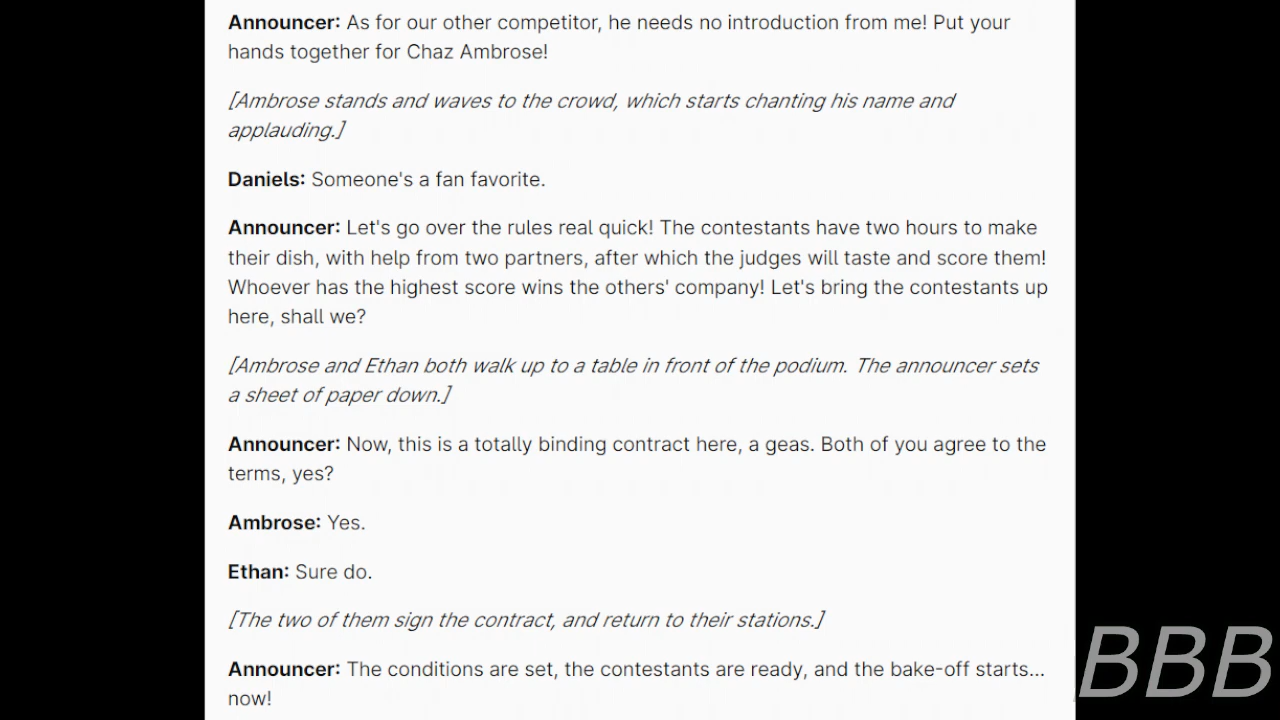 Announcer: As for our other competitor, he needs no introduction from me! Put your
hands together for Chaz Ambrose!
[Ambrose stands and waves to the crowd, which starts chanting his name and
applauding.]
Daniels: Someone's a fan favorite.
Announcer: Let's go over the rules real quick! The contestants have two hours to make
their dish, with help from two partners, after which the judges will taste and score them!
Whoever has the highest score wins the others' company! Let's bring the contestants up
here, shall we?
[Ambrose and Ethan both walk up to a table in front of the podium. The announcer sets
a sheet of paper down.]
Announcer: Now, this is a totally binding contract here, a geas. Both of you agree to the
terms, yes?
Ambrose: Yes.
Ethan: Sure do.
[The two of them sign the contract, and return to their stations.]
Announcer: The conditions are set, the contestants are ready, and the bake-off starts...
now!
BBB